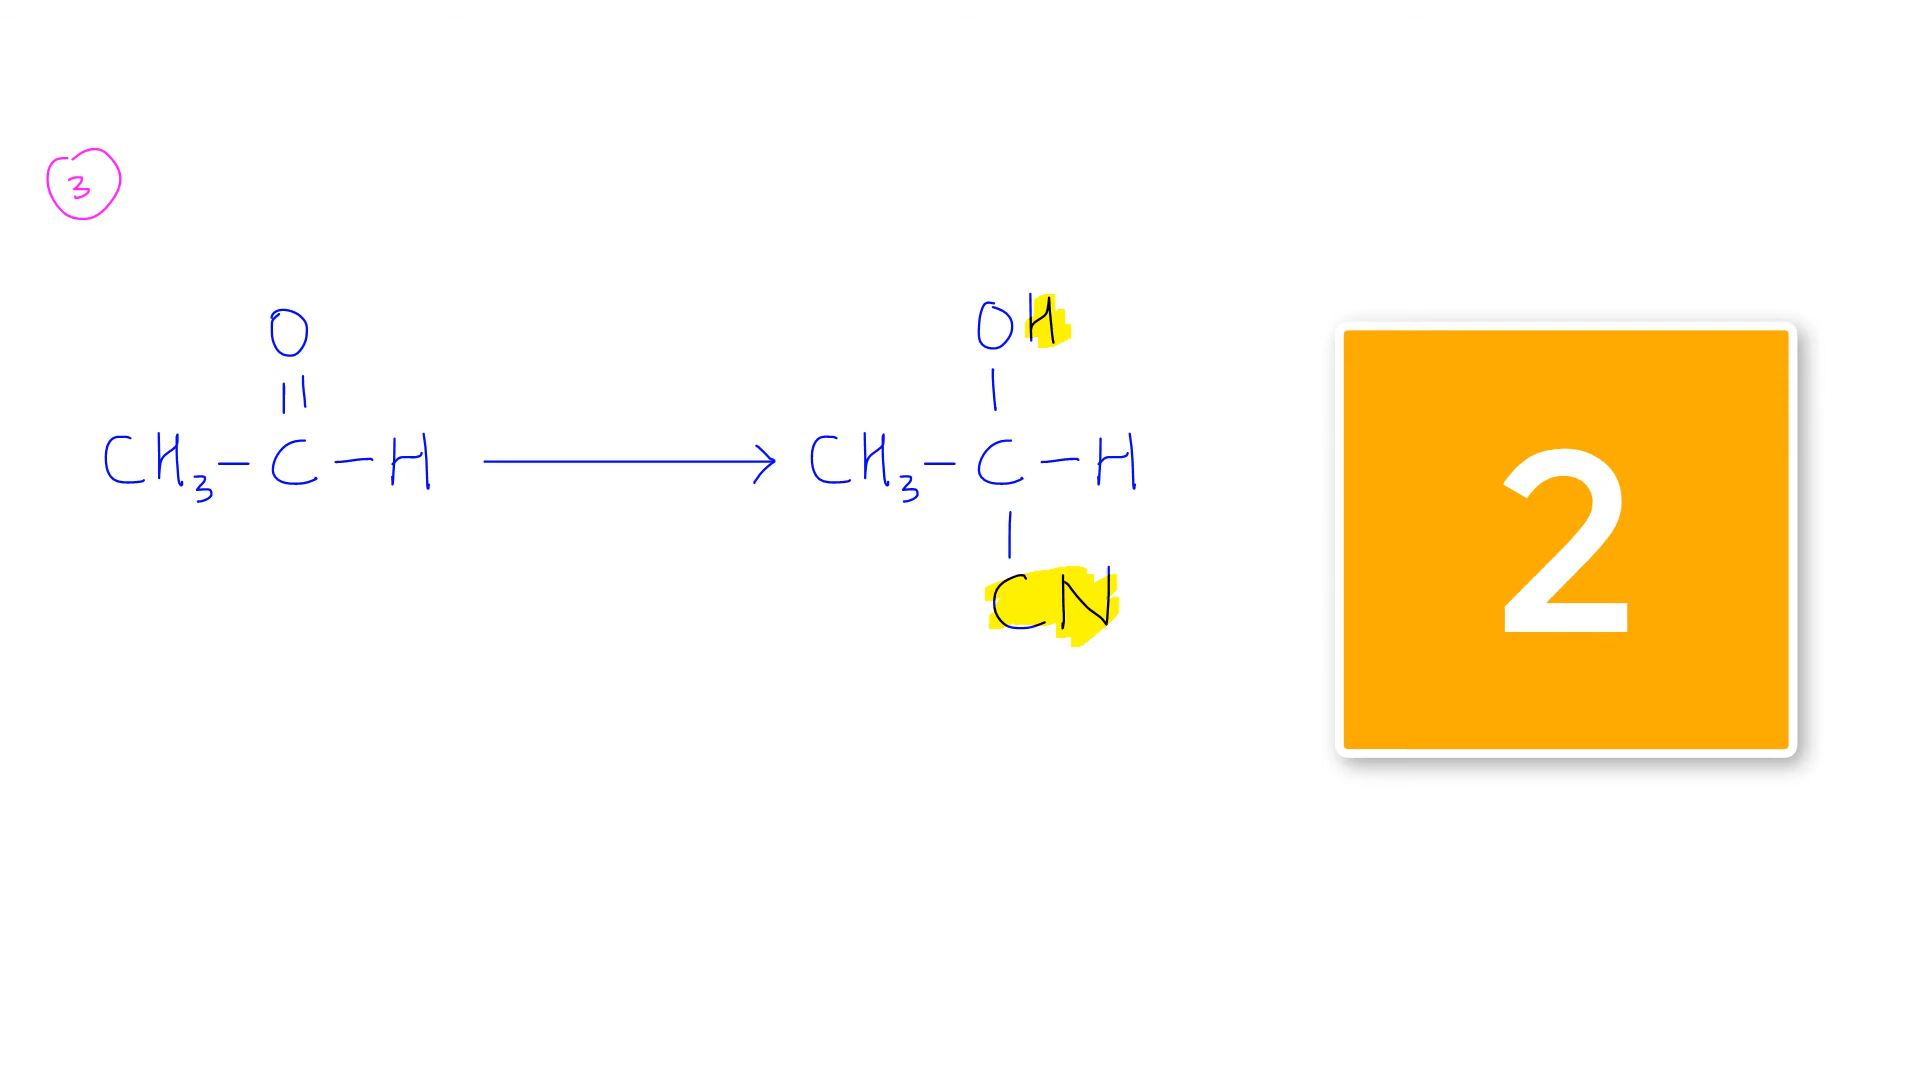 3
O OH
|| |
CH₃ – C – H ⟶ CH₃ – C – H
|
CN
2